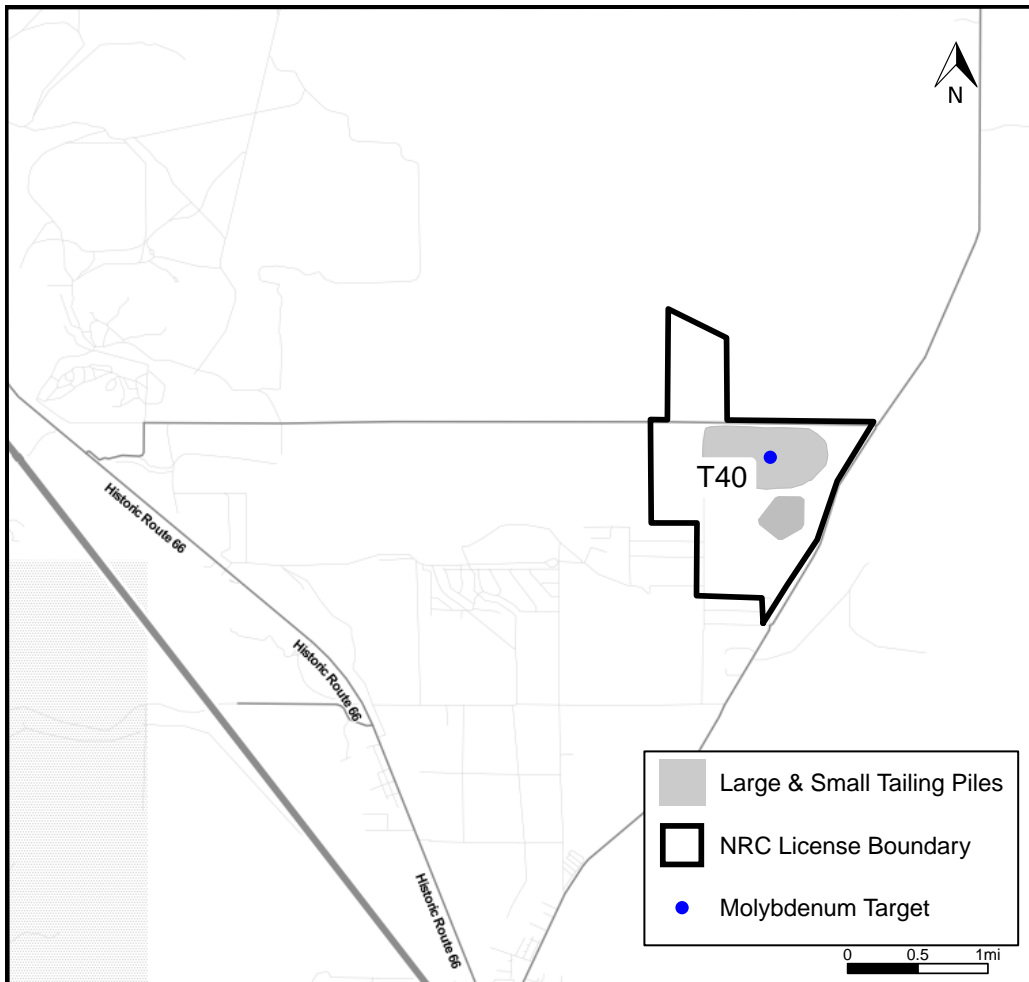 N
T40
Historic Route 66
Historic Route 66
Historic Route 66
Large & Small Tailing Piles
NRC License Boundary
Molybdenum Target
0 0.5 1mi